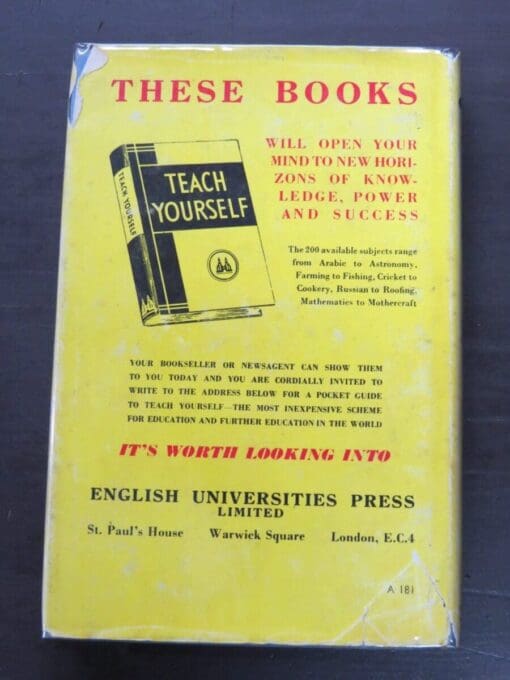 THESE BOOKS
TEACH YOURSELF
TEACH
YOURSELF
WILL OPEN YOUR
MIND TO NEW HORI-
ZONS OF KNOW-
LEDGE, POWER
AND SUCCESS
The 200 available subjects range
from Arabic to Astronomy,
Farming to Fishing, Cricket to
Cookery, Russian to Roofing,
Mathematics to Mothercraft
YOUR BOOKSELLER OR NEWSAGENT CAN SHOW THEM
TO YOU TODAY AND YOU ARE CORDIALLY INVITED TO
WRITE TO THE ADDRESS BELOW FOR A POCKET GUIDE
TO TEACH YOURSELF—THE MOST INEXPENSIVE SCHEME
FOR EDUCATION AND FURTHER EDUCATION IN THE WORLD
IT'S WORTH LOOKING INTO
ENGLISH UNIVERSITIES PRESS
LIMITED
St. Paul's House Warwick Square London, E.C.4
A 181